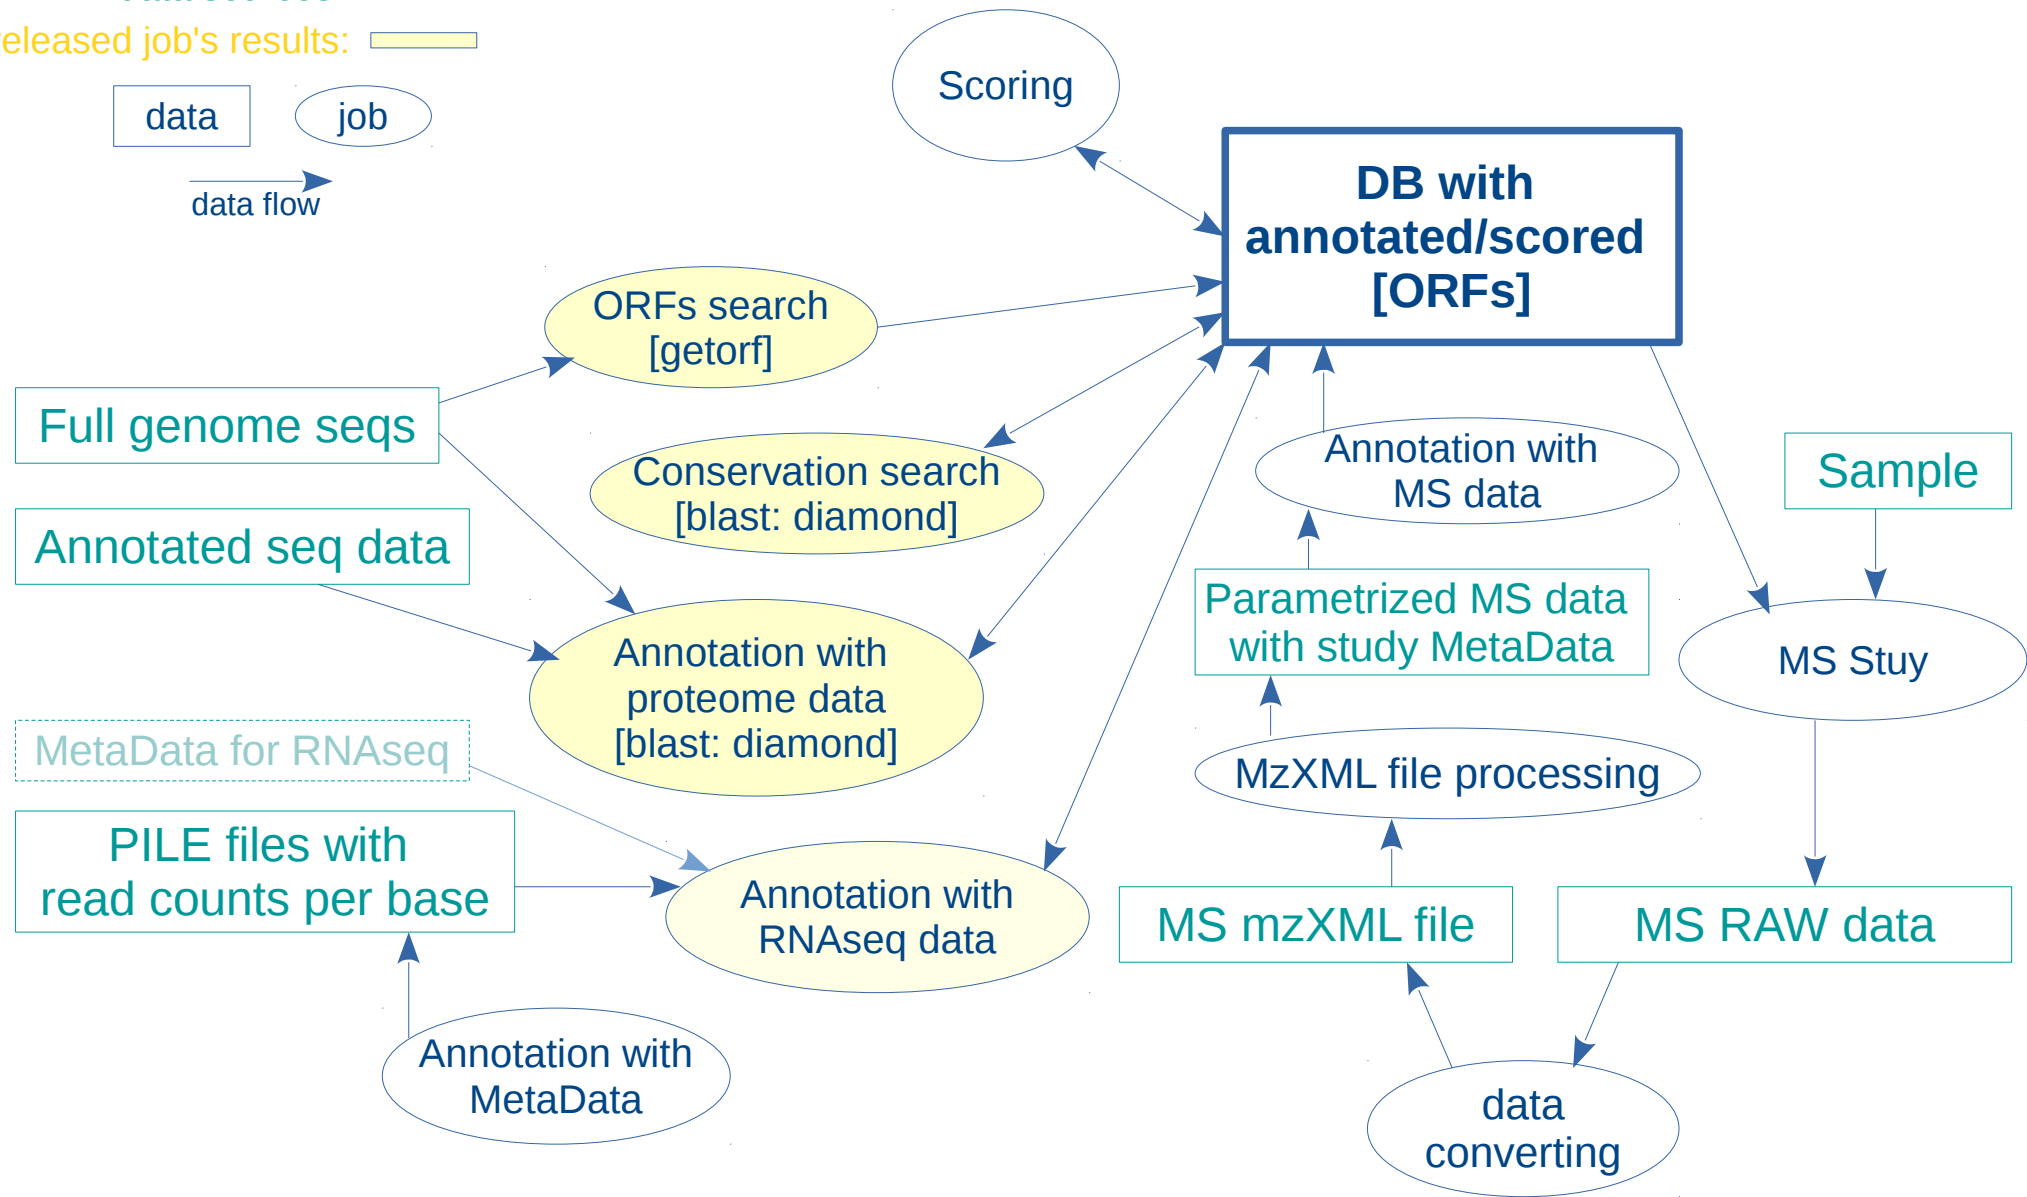 released job's results:
data
job
data flow
Scoring
DB with
annotated/scored
[ORFs]
ORFs search
[getorf]
Full genome seqs
Conservation search
[blast: diamond]
Annotation with
MS data
Sample
Annotated seq data
Parametrized MS data
with study MetaData
Annotation with
proteome data
[blast: diamond]
MS Stuy
MetaData for RNAseq
MzXML file processing
PILE files with
read counts per base
Annotation with
RNAseq data
MS mzXML file
MS RAW data
Annotation with
MetaData
data
converting